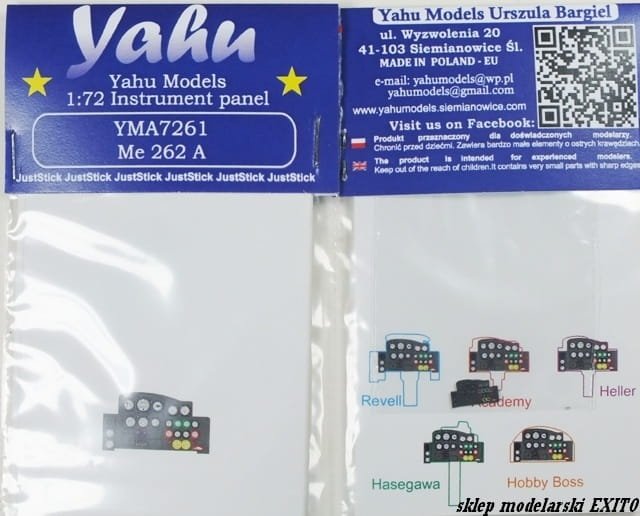 Yahu
Yahu Models
1:72 Instrument panel
YMA7261
Me 262 A
JustStick JustStick JustStick JustStick JustStick JustStick
Yahu Models Urszula Bargiel
ul. Wyzwolenia 20
41-103 Siemianowice Śl.
MADE IN POLAND - EU
e-mail: yahumodels@wp.pl
yahumodels@gmail.com
www.yahumodels.siemianowice.com
Visit us on Facebook:
Produkt przeznaczony dla doświadczonych modelarzy.
Chronić przed dziećmi. Zawiera bardzo małe elementy o ostrych krawędziach.
The product is intended for experienced modelers.
Keep out of the reach of children. It contains very small parts with sharp edges
Revell
Academy
Heller
Hasegawa
Hobby Boss
sklep modelarski EXITO